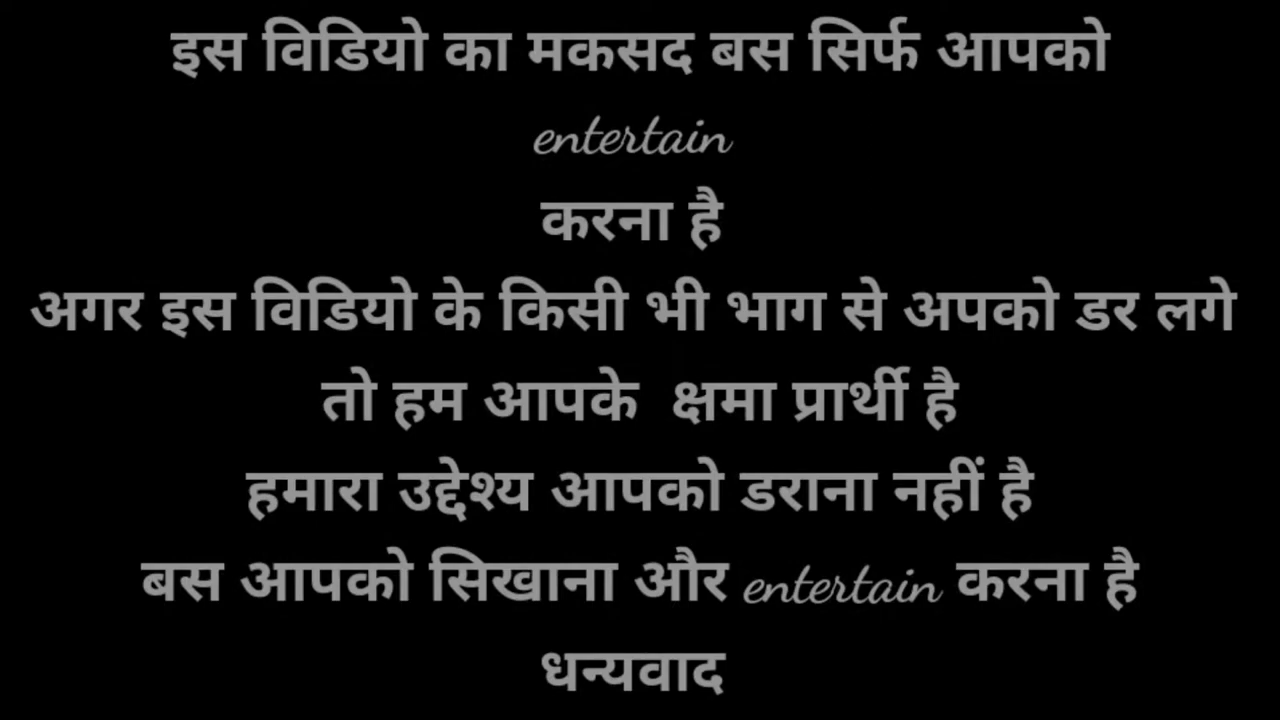 इस विडियो का मकसद बस सिर्फ आपको
entertain
करना है
अगर इस विडियो के किसी भी भाग से अपको डर लगे
तो हम आपके क्षमा प्रार्थी है
हमारा उद्देश्य आपको डराना नहीं है
बस आपको सिखाना और entertain करना है
धन्यवाद